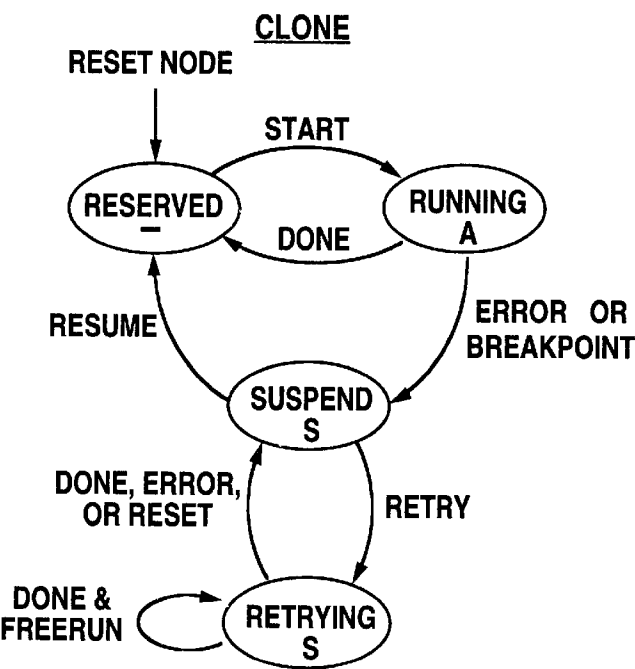 CLONE
RESET NODE
START
RESERVED
–
RUNNING
A
DONE
RESUME
ERROR OR
BREAKPOINT
SUSPEND
S
DONE, ERROR,
OR RESET
RETRY
DONE &
FREERUN
RETRYING
S